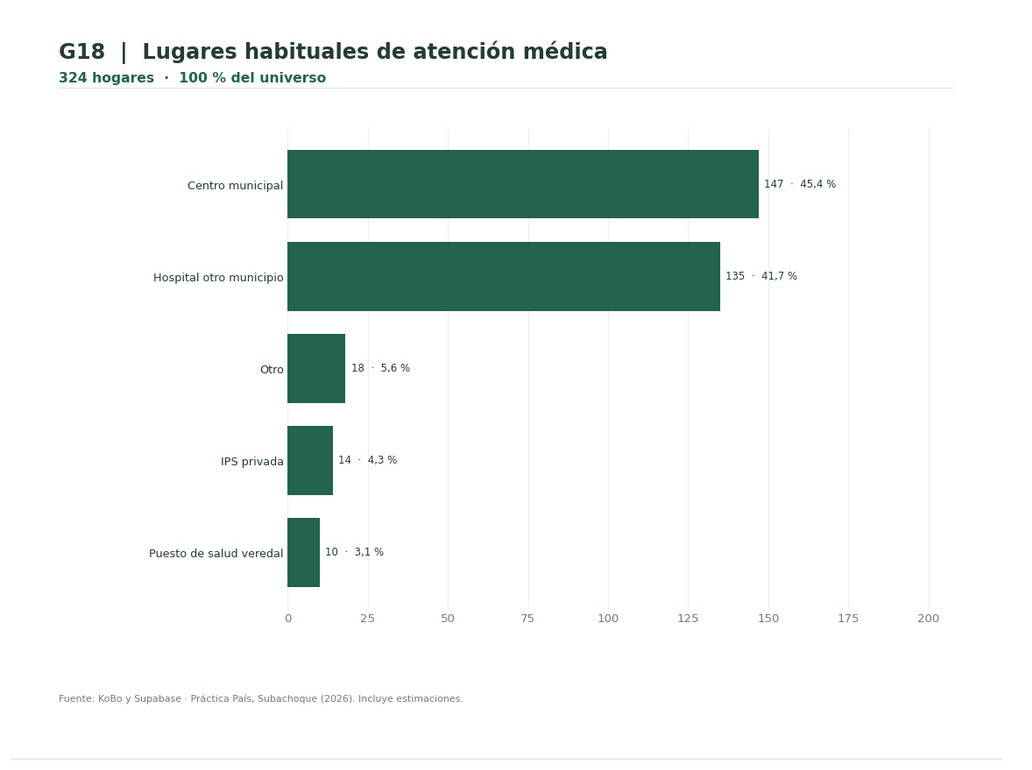 G18 | Lugares habituales de atención médica
324 hogares · 100 % del universo
Centro municipal 147 · 45,4 %
Hospital otro municipio 135 · 41,7 %
Otro 18 · 5,6 %
IPS privada 14 · 4,3 %
Puesto de salud veredal 10 · 3,1 %
0 25 50 75 100 125 150 175 200
Fuente: KoBo y Supabase · Práctica País, Subachoque (2026). Incluye estimaciones.